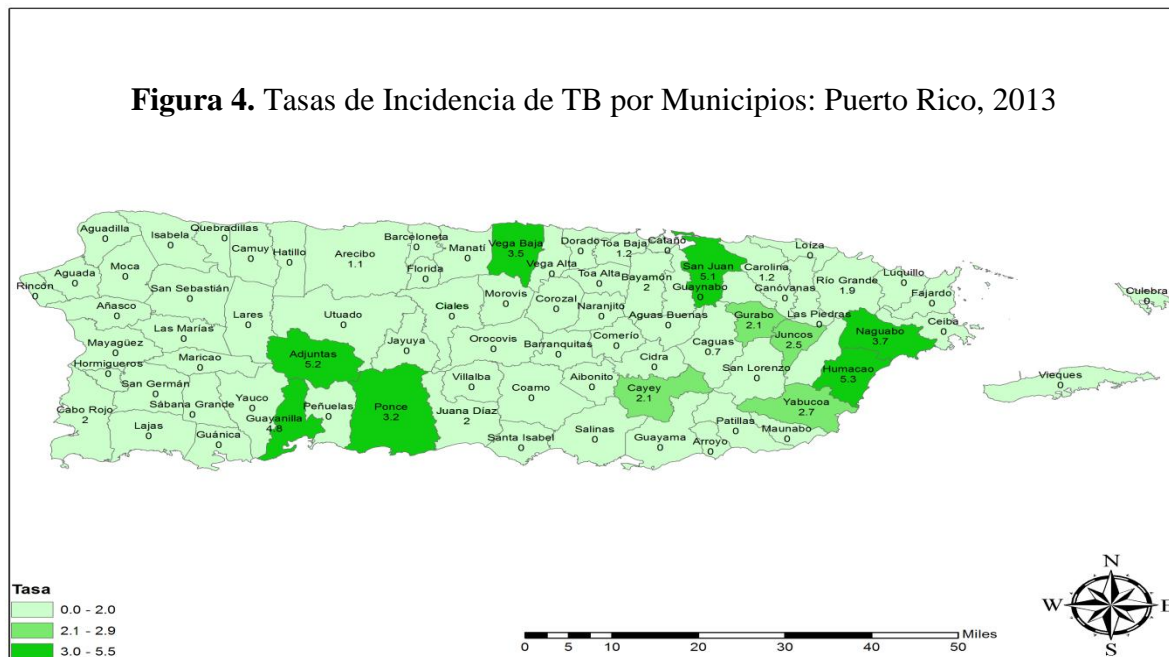 Figura 4. Tasas de Incidencia de TB por Municipios: Puerto Rico, 2013
Aguadilla
0
Isabela
0
Quebradillas
0
Camuy
0
Hatillo
0
Arecibo
1.1
Barceloneta
0
Florida
0
Manatí
0
Vega Baja
3.5
Vega Alta
0
Dorado
0
Toa Baja
1.2
Toa Alta
0
Cataño
0
Bayamón
2
San Juan
5.1
Guaynabo
0
Carolina
1.2
Loiza
0
Canóvanas
0
Río Grande
1.9
Luquillo
0
Fajardo
0
Culebra
0
Ceiba
0
Rincón
0
Aguada
0
Moca
0
San Sebastián
0
Añasco
0
Las Marías
0
Lares
0
Utuado
0
Ciales
0
Morovis
0
Corozal
0
Naranjito
0
Aguas Buenas
0
Gurabo
2.1
Juncos
2.5
Las Piedras
0
Naguabo
3.7
Humacao
5.3
Mayagüez
0
Hormigueros
0
Maricao
0
Adjuntas
5.2
Jayuya
0
Orocovis
0
Barranquitas
0
Comerío
0
Cidra
0
Caguas
0.7
San Lorenzo
0
Yabucoa
2.7
Vieques
0
Cabo Rojo
2
San Germán
0
Sábana Grande
0
Lajas
0
Guánica
0
Yauco
0
Guayanilla
4.8
Peñuelas
0
Ponce
3.2
Villalba
0
Juana Díaz
2
Coamo
0
Santa Isabel
0
Aibonito
0
Salinas
0
Cayey
2.1
Guayama
0
Arroyo
0
Patillas
0
Maunabo
0
Tasa
0.0 - 2.0
2.1 - 2.9
3.0 - 5.5
0 5 10 20 30 40 50 Miles
N
W E
S